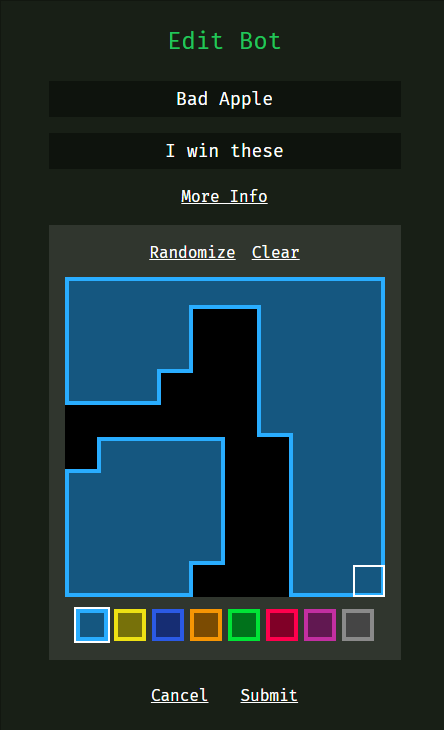 Edit Bot
Bad Apple
I win these
More Info
Randomize Clear
Cancel Submit